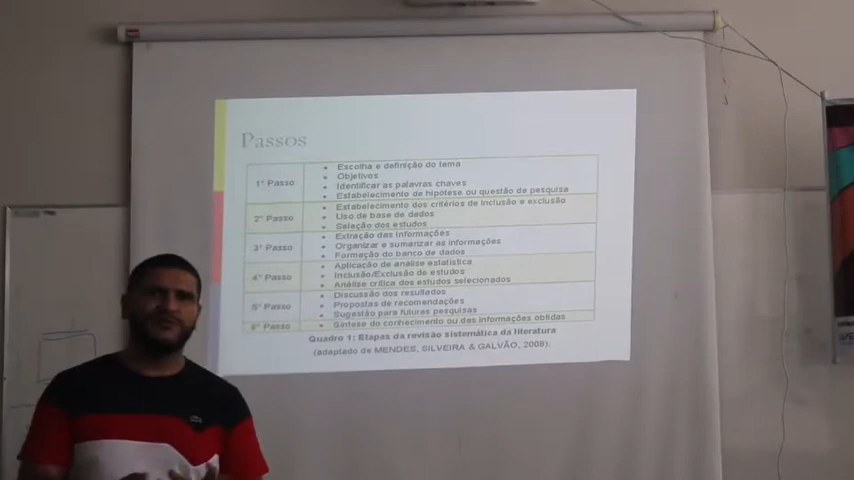 Passos
1º Passo
• Escolha e definição do tema
• Objetivos
• Identificar as palavras chaves
• Estabelecimento de hipótese ou questão de pesquisa
2º Passo
• Estabelecimento dos critérios de inclusão e exclusão
• Uso de base de dados
• Seleção dos estudos
3º Passo
• Extração das informações
• Organizar e sumarizar as informações
• Formação do banco de dados
4º Passo
• Aplicação de análise estatística
• Inclusão/Exclusão de estudos
• Análise crítica dos estudos selecionados
5º Passo
• Discussão dos resultados
• Propostas de recomendações
• Sugestão para futuras pesquisas
6º Passo
• Síntese do conhecimento ou das informações obtidas
Quadro 1: Etapas da revisão sistemática da literatura
(adaptado de MENDES, SILVEIRA & GALVÃO, 2008).